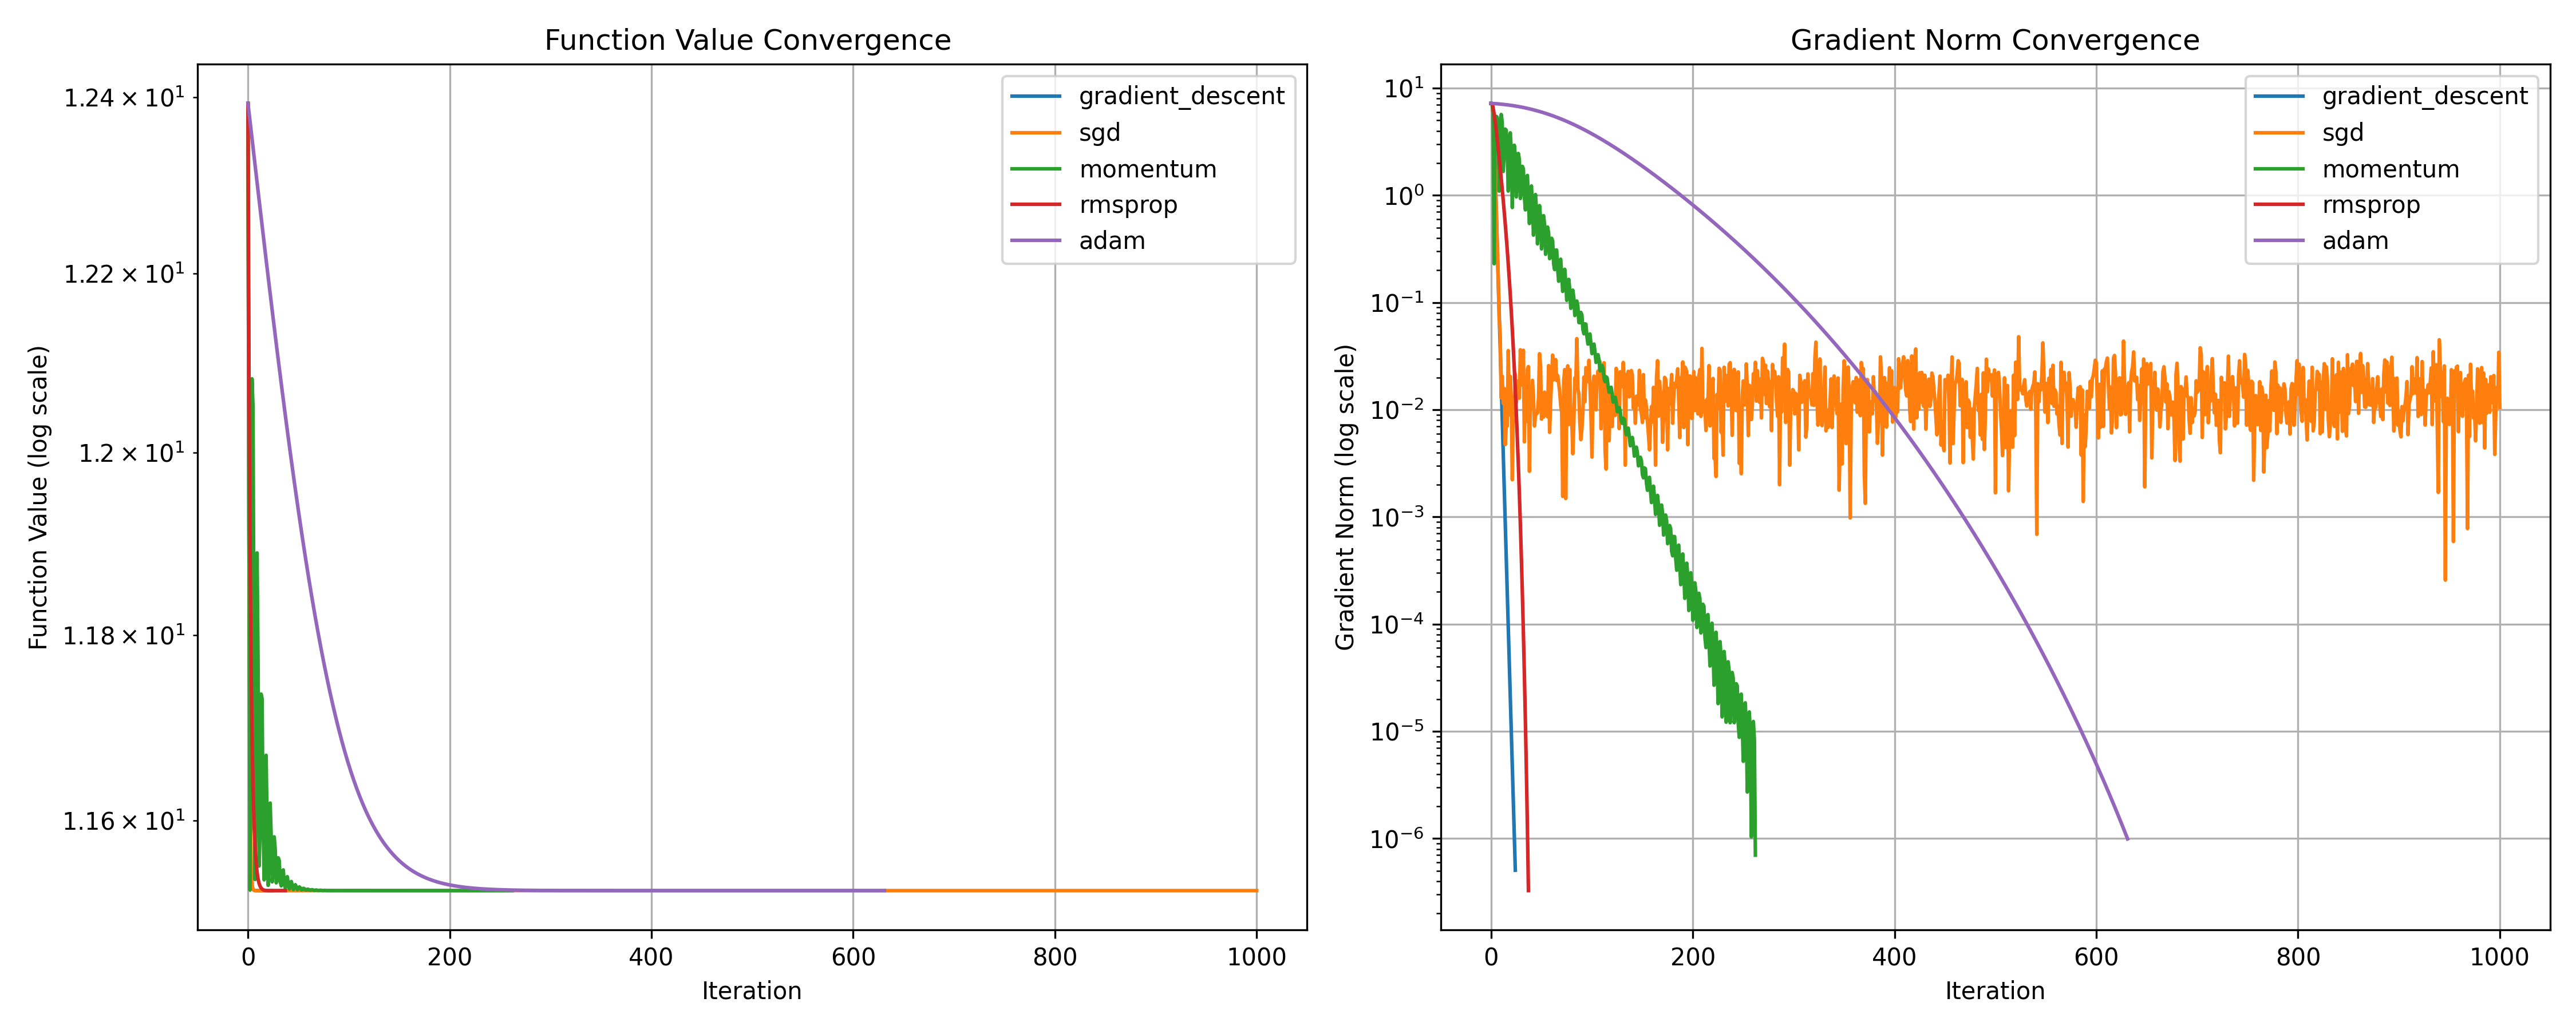 Function Value Convergence
Function Value (log scale)
1.24 × 10¹
1.22 × 10¹
1.2 × 10¹
1.18 × 10¹
1.16 × 10¹
0 200 400 600 800 1000
Iteration
gradient_descent
sgd
momentum
rmsprop
adam
Gradient Norm Convergence
Gradient Norm (log scale)
10¹
10⁰
10⁻¹
10⁻²
10⁻³
10⁻⁴
10⁻⁵
10⁻⁶
0 200 400 600 800 1000
Iteration
gradient_descent
sgd
momentum
rmsprop
adam